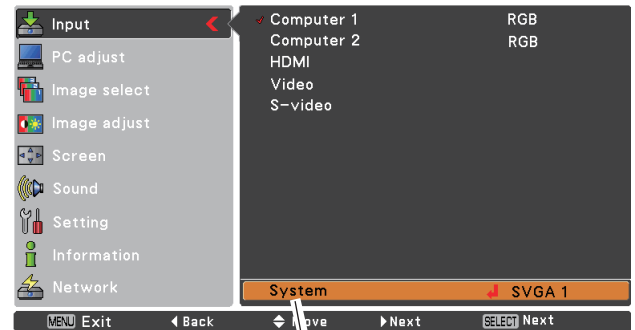 Input
PC adjust
Image select
Image adjust
Screen
Sound
Setting
Information
Network
Computer 1 RGB
Computer 2 RGB
HDMI
Video
S-video
System SVGA 1
MENU Exit Back Move Next SELECT Next